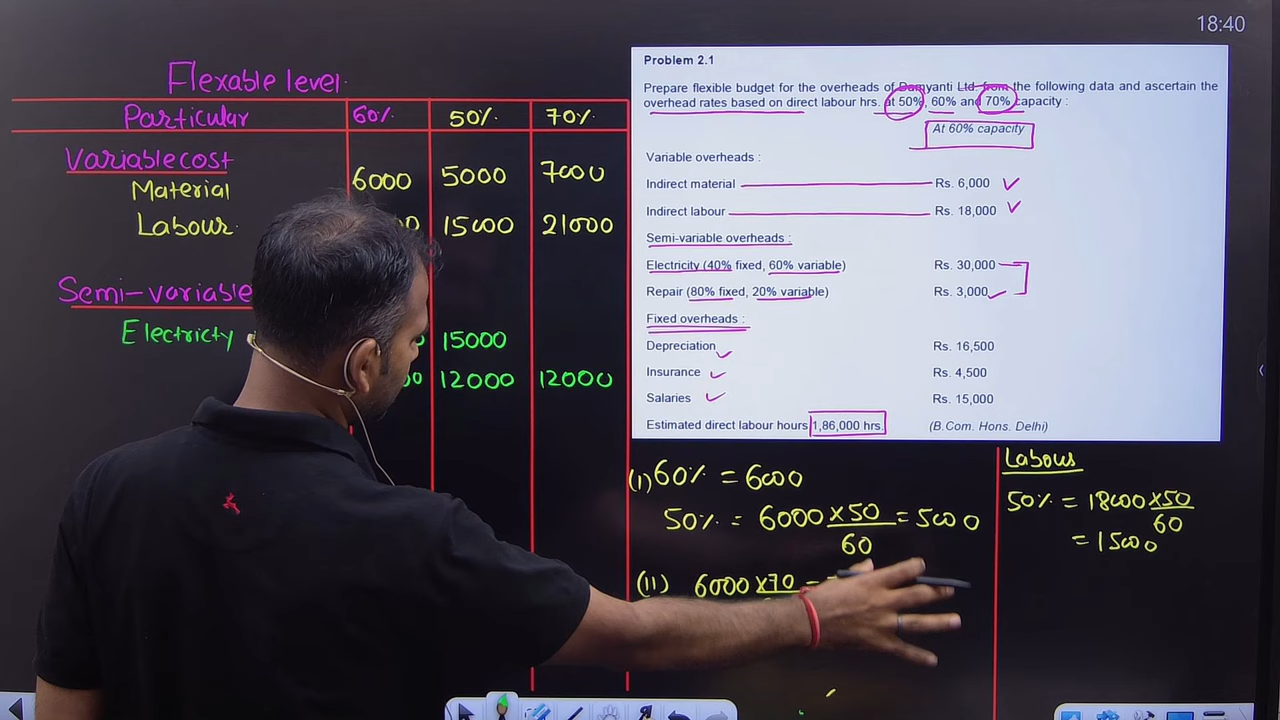 18:40
Flexable level
Particular 60% 50% 70%
Variable cost
Material 6000 5000 7000
Labour 15000 21000
Semi-variable
Electricty 15000
12000 12000
Problem 2.1
Prepare flexible budget for the overheads of Damyanti Ltd. from the following data and ascertain the
overhead rates based on direct labour hrs. at 50%, 60% and 70% capacity :
At 60% capacity
Variable overheads :
Indirect material Rs. 6,000
Indirect labour Rs. 18,000
Semi-variable overheads :
Electricity (40% fixed, 60% variable) Rs. 30,000
Repair (80% fixed, 20% variable) Rs. 3,000
Fixed overheads :
Depreciation Rs. 16,500
Insurance Rs. 4,500
Salaries Rs. 15,000
Estimated direct labour hours 1,86,000 hrs. (B.Com. Hons. Delhi)
(I) 60% = 6000
50% = 6000 × 50 = 5000
60
(II) 6000 × 70 =
Labour
50% = 18000 × 50
60
= 15000